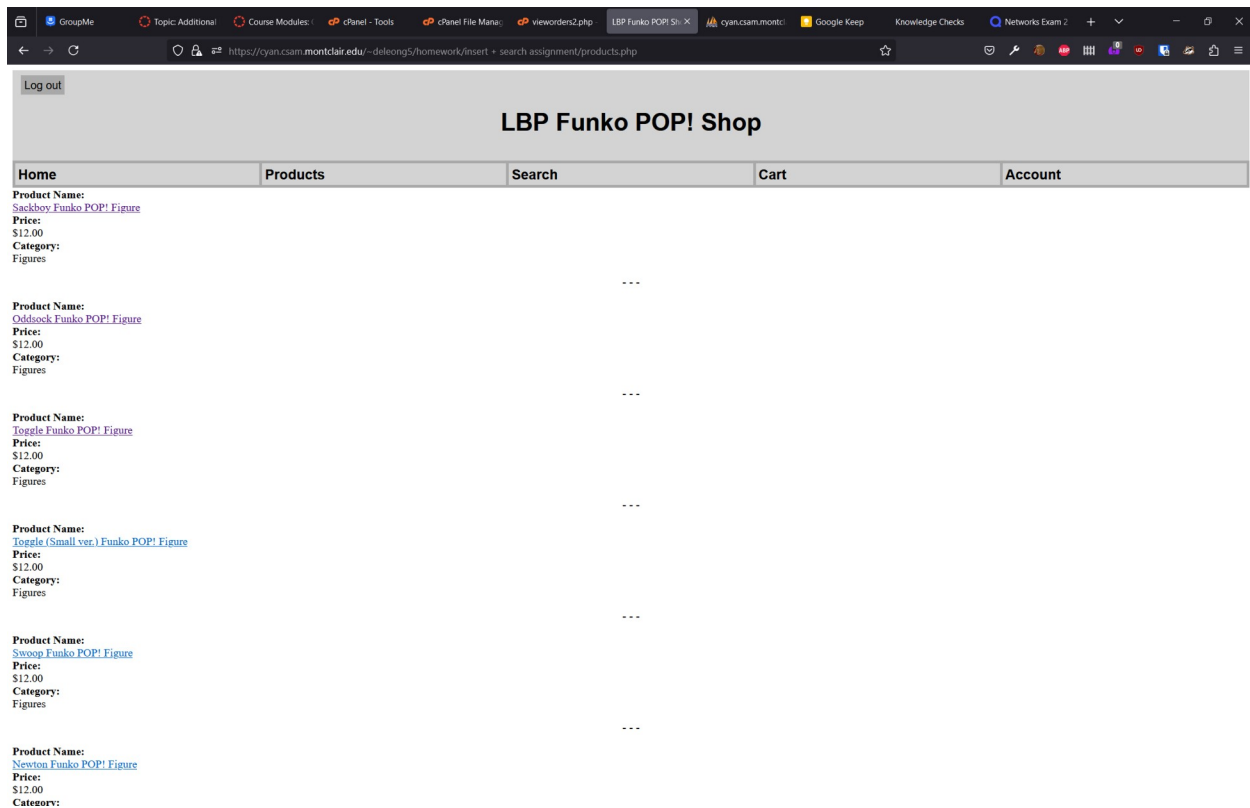 GroupMe
Topic: Additional
Course Modules: (
cPanel - Tools
cPanel File Manag
vieworders2.php -
LBP Funko POP! Sh
cyan.csam.montcl
Google Keep
Knowledge Checks
Networks Exam 2
https://cyan.csam.montclair.edu/~deleong5/homework/insert + search assignment/products.php
ABP
0
Log out
LBP Funko POP! Shop
Home
Products
Search
Cart
Account
Product Name:
Sackboy Funko POP! Figure
Price:
$12.00
Category:
Figures
- - -
Product Name:
Oddsock Funko POP! Figure
Price:
$12.00
Category:
Figures
- - -
Product Name:
Toggle Funko POP! Figure
Price:
$12.00
Category:
Figures
- - -
Product Name:
Toggle (Small ver.) Funko POP! Figure
Price:
$12.00
Category:
Figures
- - -
Product Name:
Swoop Funko POP! Figure
Price:
$12.00
Category:
Figures
- - -
Product Name:
Newton Funko POP! Figure
Price:
$12.00
Category: